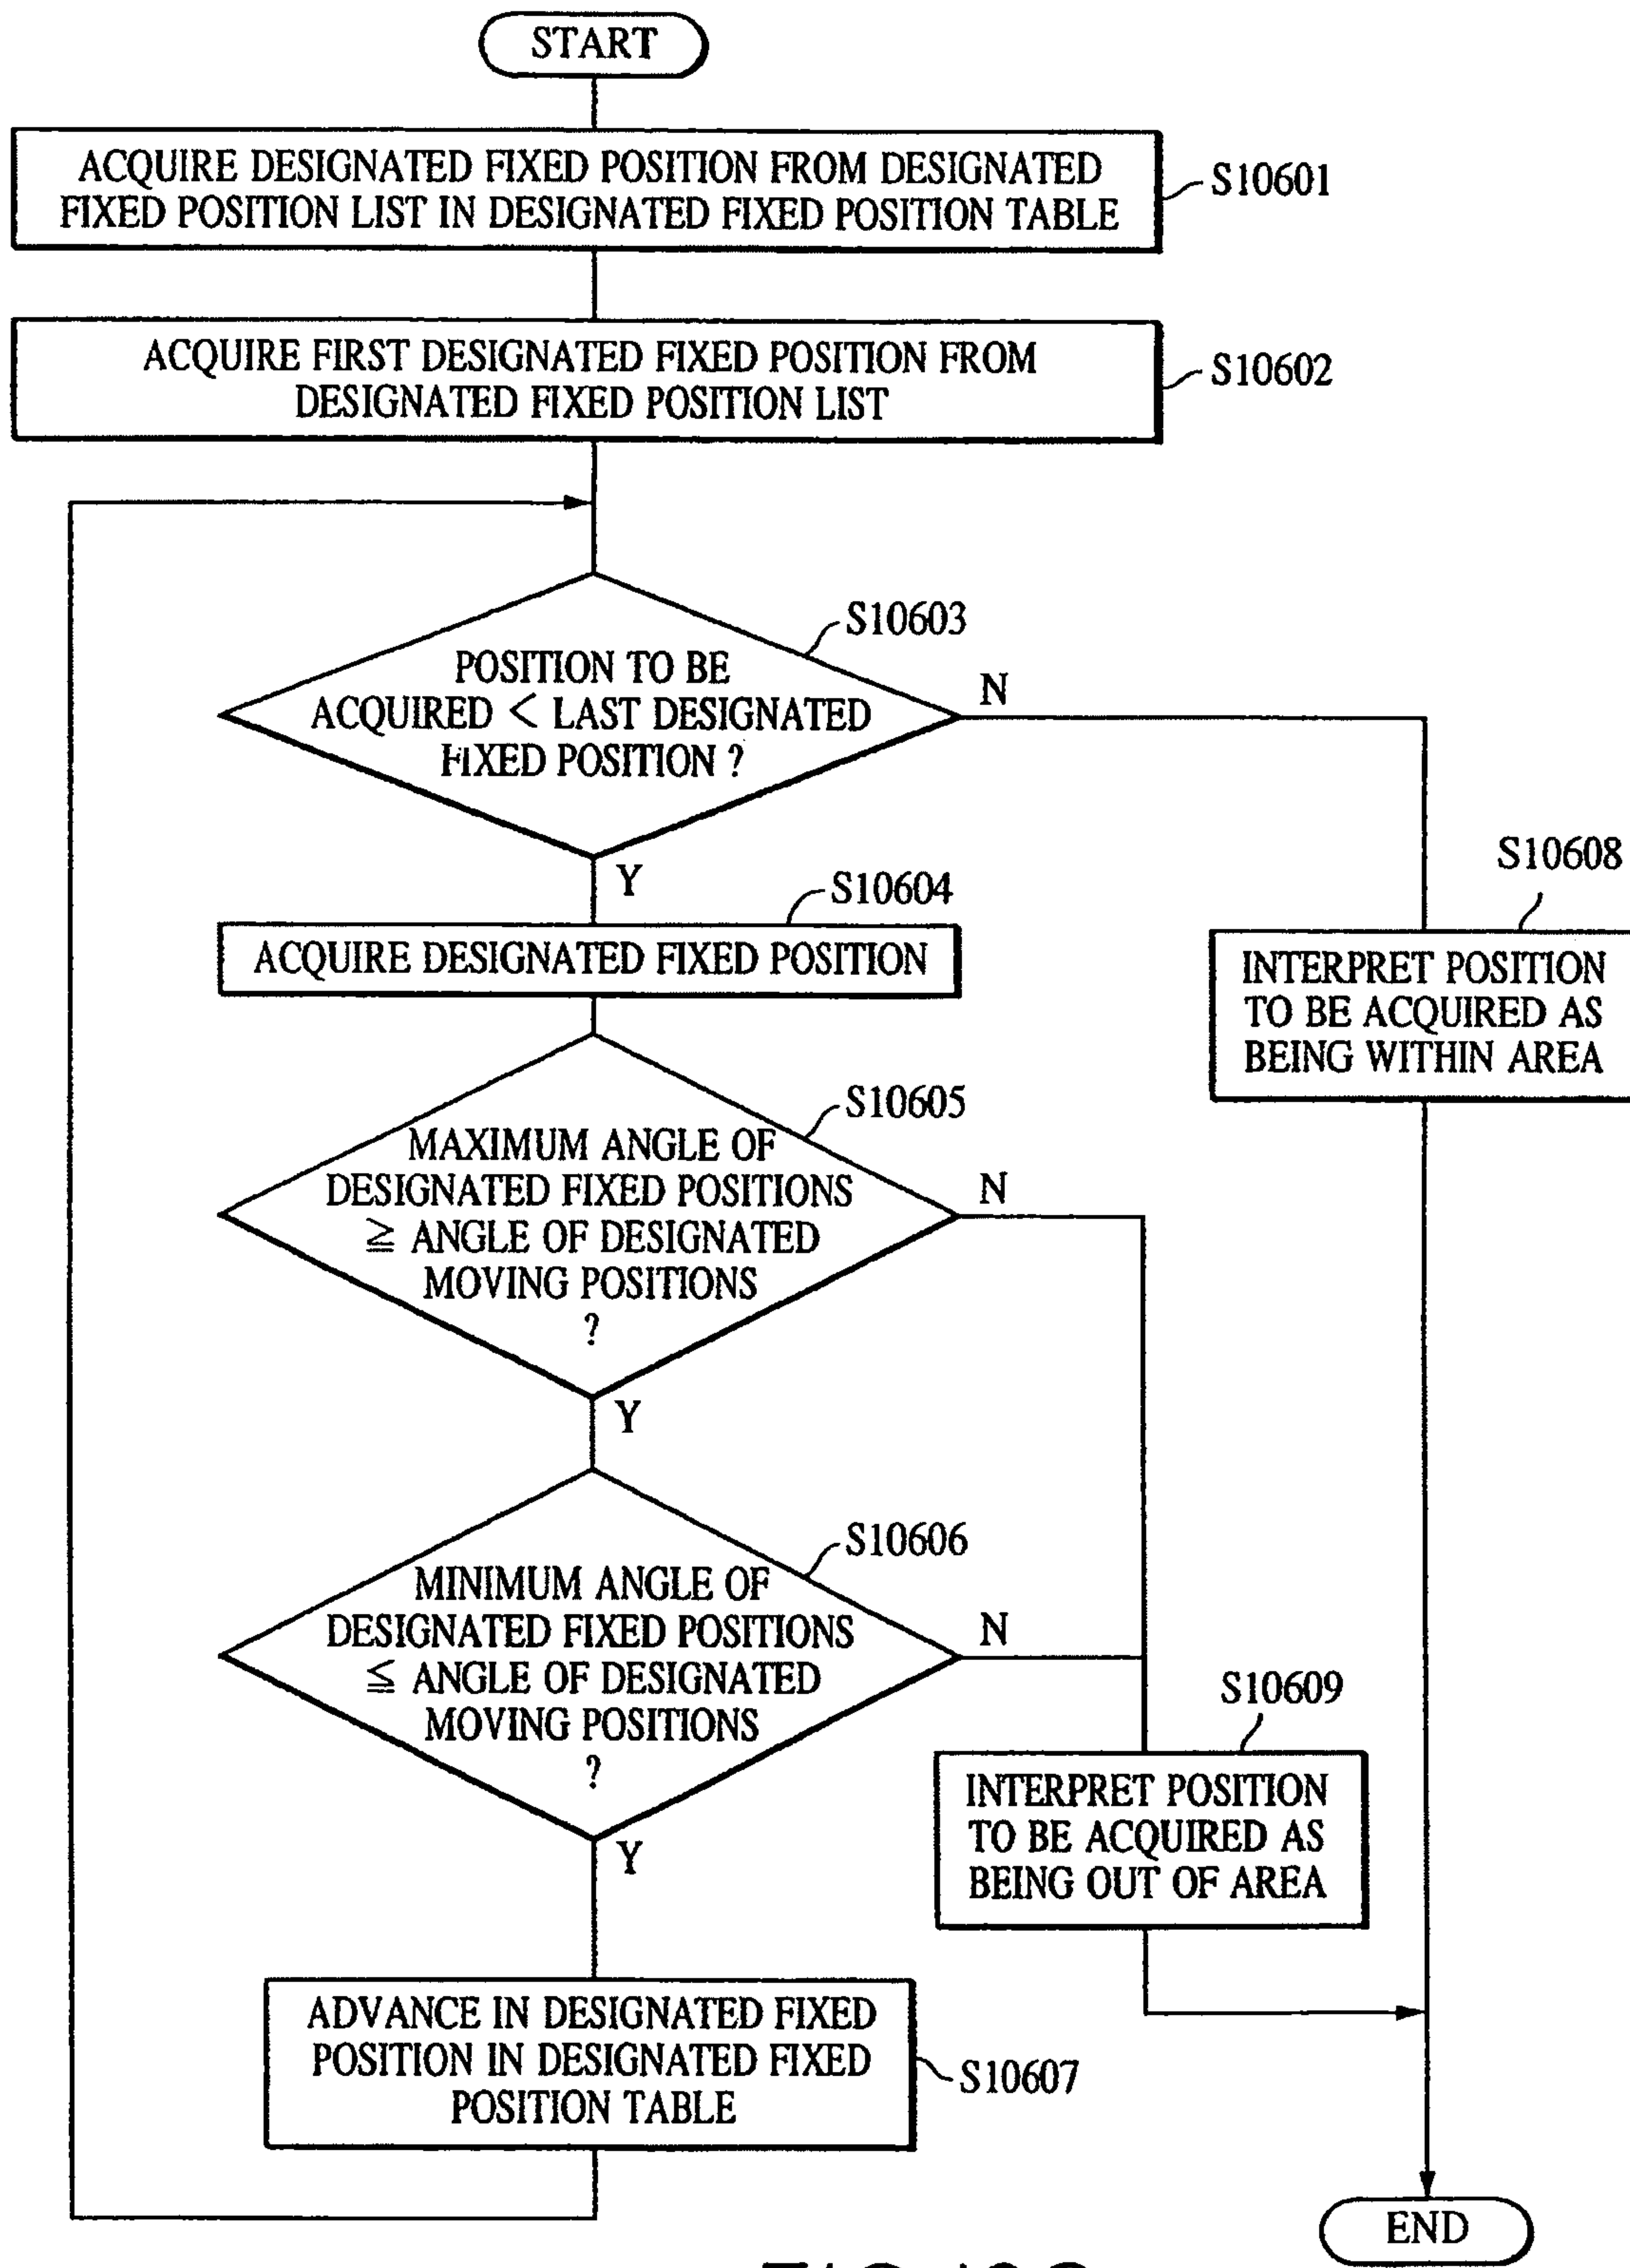 START
ACQUIRE DESIGNATED FIXED POSITION FROM DESIGNATED
FIXED POSITION LIST IN DESIGNATED FIXED POSITION TABLE
S10601
ACQUIRE FIRST DESIGNATED FIXED POSITION FROM
DESIGNATED FIXED POSITION LIST
S10602
S10603
POSITION TO BE
ACQUIRED < LAST DESIGNATED
FIXED POSITION ?
N
Y
S10604
ACQUIRE DESIGNATED FIXED POSITION
S10608
INTERPRET POSITION
TO BE ACQUIRED AS
BEING WITHIN AREA
S10605
MAXIMUM ANGLE OF
DESIGNATED FIXED POSITIONS
≧ ANGLE OF DESIGNATED
MOVING POSITIONS
?
N
Y
S10606
MINIMUM ANGLE OF
DESIGNATED FIXED POSITIONS
≦ ANGLE OF DESIGNATED
MOVING POSITIONS
?
N
Y
S10609
INTERPRET POSITION
TO BE ACQUIRED AS
BEING OUT OF AREA
ADVANCE IN DESIGNATED FIXED
POSITION IN DESIGNATED FIXED
POSITION TABLE
S10607
END